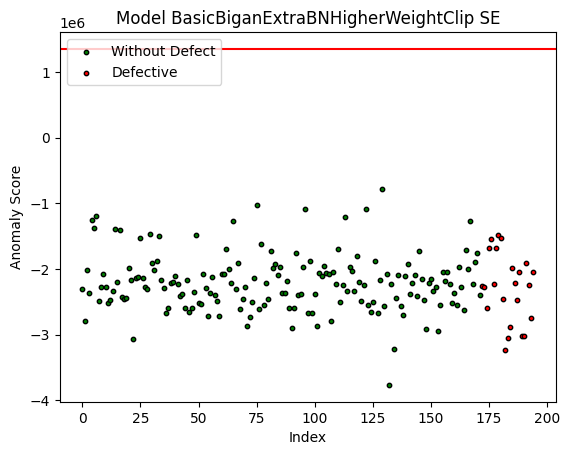 Model BasicBiganExtraBNHigherWeightClip SE
1e6
Without Defect
Defective
1
0
−1
−2
−3
−4
Anomaly Score
0 25 50 75 100 125 150 175 200
Index